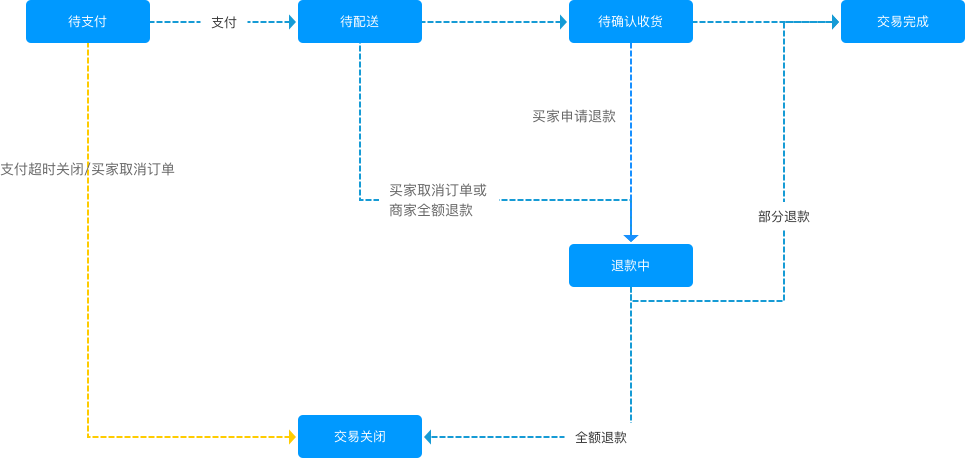 待支付
支付
待配送
待确认收货
交易完成
买家申请退款
支付超时关闭/买家取消订单
买家取消订单或
商家全额退款
部分退款
退款中
交易关闭
全额退款